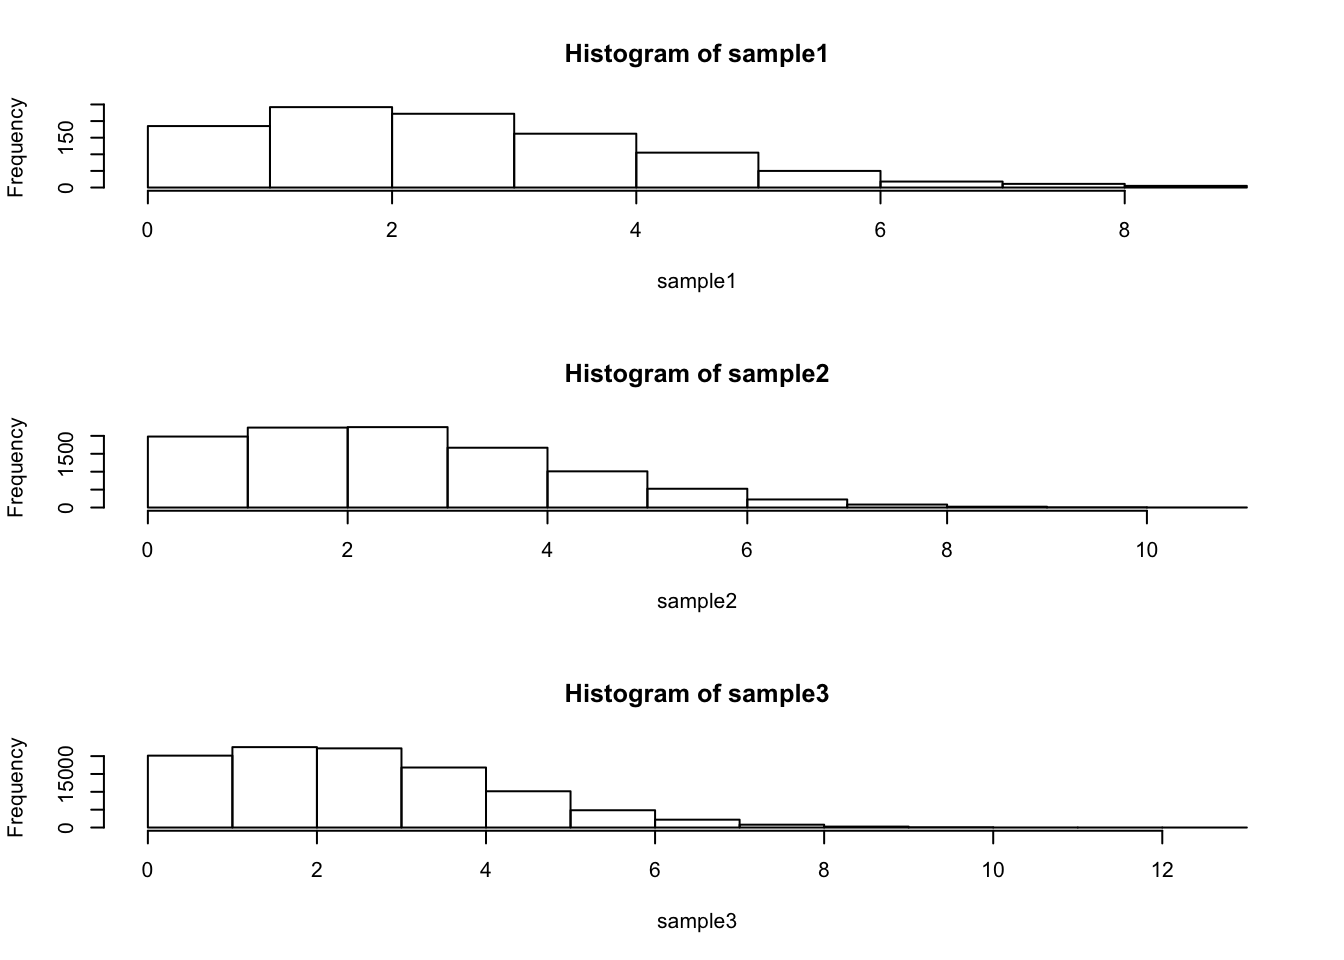 Histogram of sample1
Frequency
0 150
0 2 4 6 8
sample1
Histogram of sample2
Frequency
0 1500
0 2 4 6 8 10
sample2
Histogram of sample3
Frequency
0 15000
0 2 4 6 8 10 12
sample3